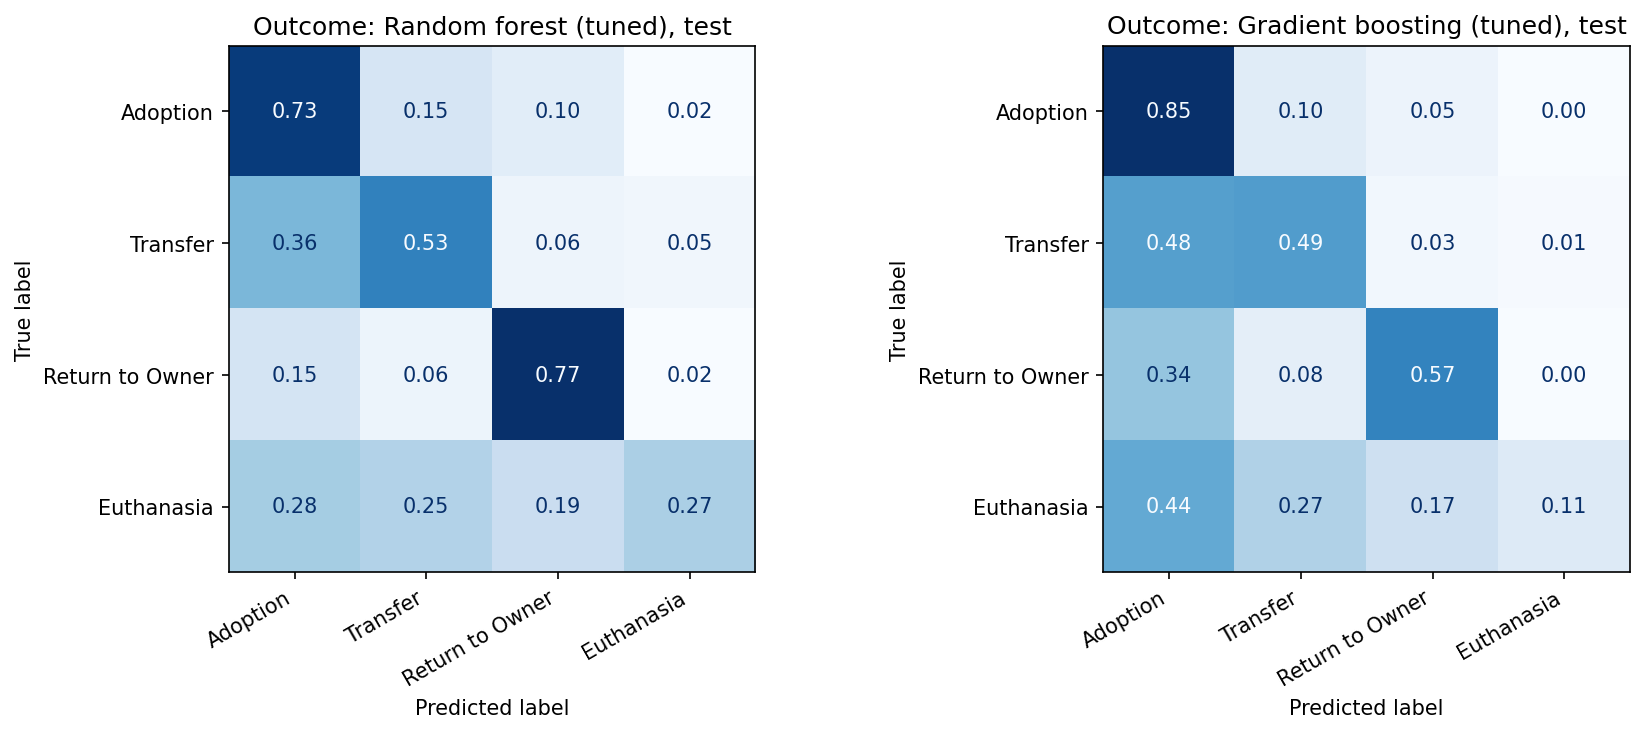 Outcome: Random forest (tuned), test
True label
Adoption 0.73 0.15 0.10 0.02
Transfer 0.36 0.53 0.06 0.05
Return to Owner 0.15 0.06 0.77 0.02
Euthanasia 0.28 0.25 0.19 0.27
Adoption Transfer Return to Owner Euthanasia
Predicted label
Outcome: Gradient boosting (tuned), test
True label
Adoption 0.85 0.10 0.05 0.00
Transfer 0.48 0.49 0.03 0.01
Return to Owner 0.34 0.08 0.57 0.00
Euthanasia 0.44 0.27 0.17 0.11
Adoption Transfer Return to Owner Euthanasia
Predicted label